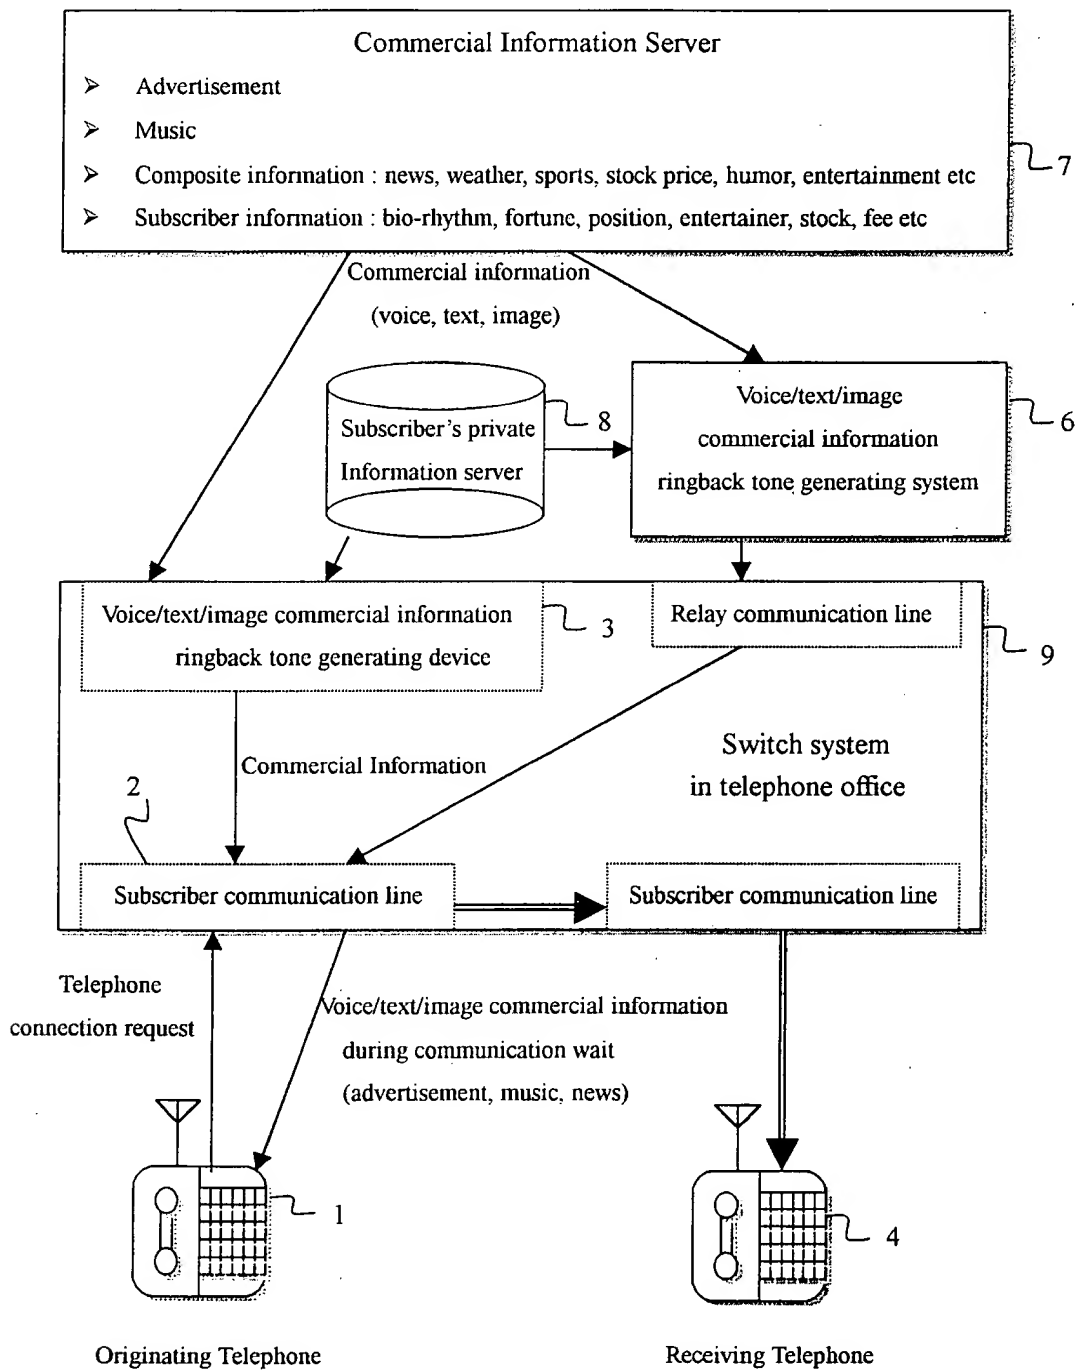 Commercial Information Server
➢ Advertisement
➢ Music
➢ Composite information : news, weather, sports, stock price, humor, entertainment etc
➢ Subscriber information : bio-rhythm, fortune, position, entertainer, stock, fee etc
7
Commercial information
(voice, text, image)
Subscriber's private
Information server
8
Voice/text/image
commercial information
ringback tone generating system
6
Voice/text/image commercial information
ringback tone generating device
3
Relay communication line
9
Switch system
in telephone office
Commercial Information
2
Subscriber communication line
Subscriber communication line
Telephone
connection request
Voice/text/image commercial information
during communication wait
(advertisement, music, news)
1
4
Originating Telephone
Receiving Telephone